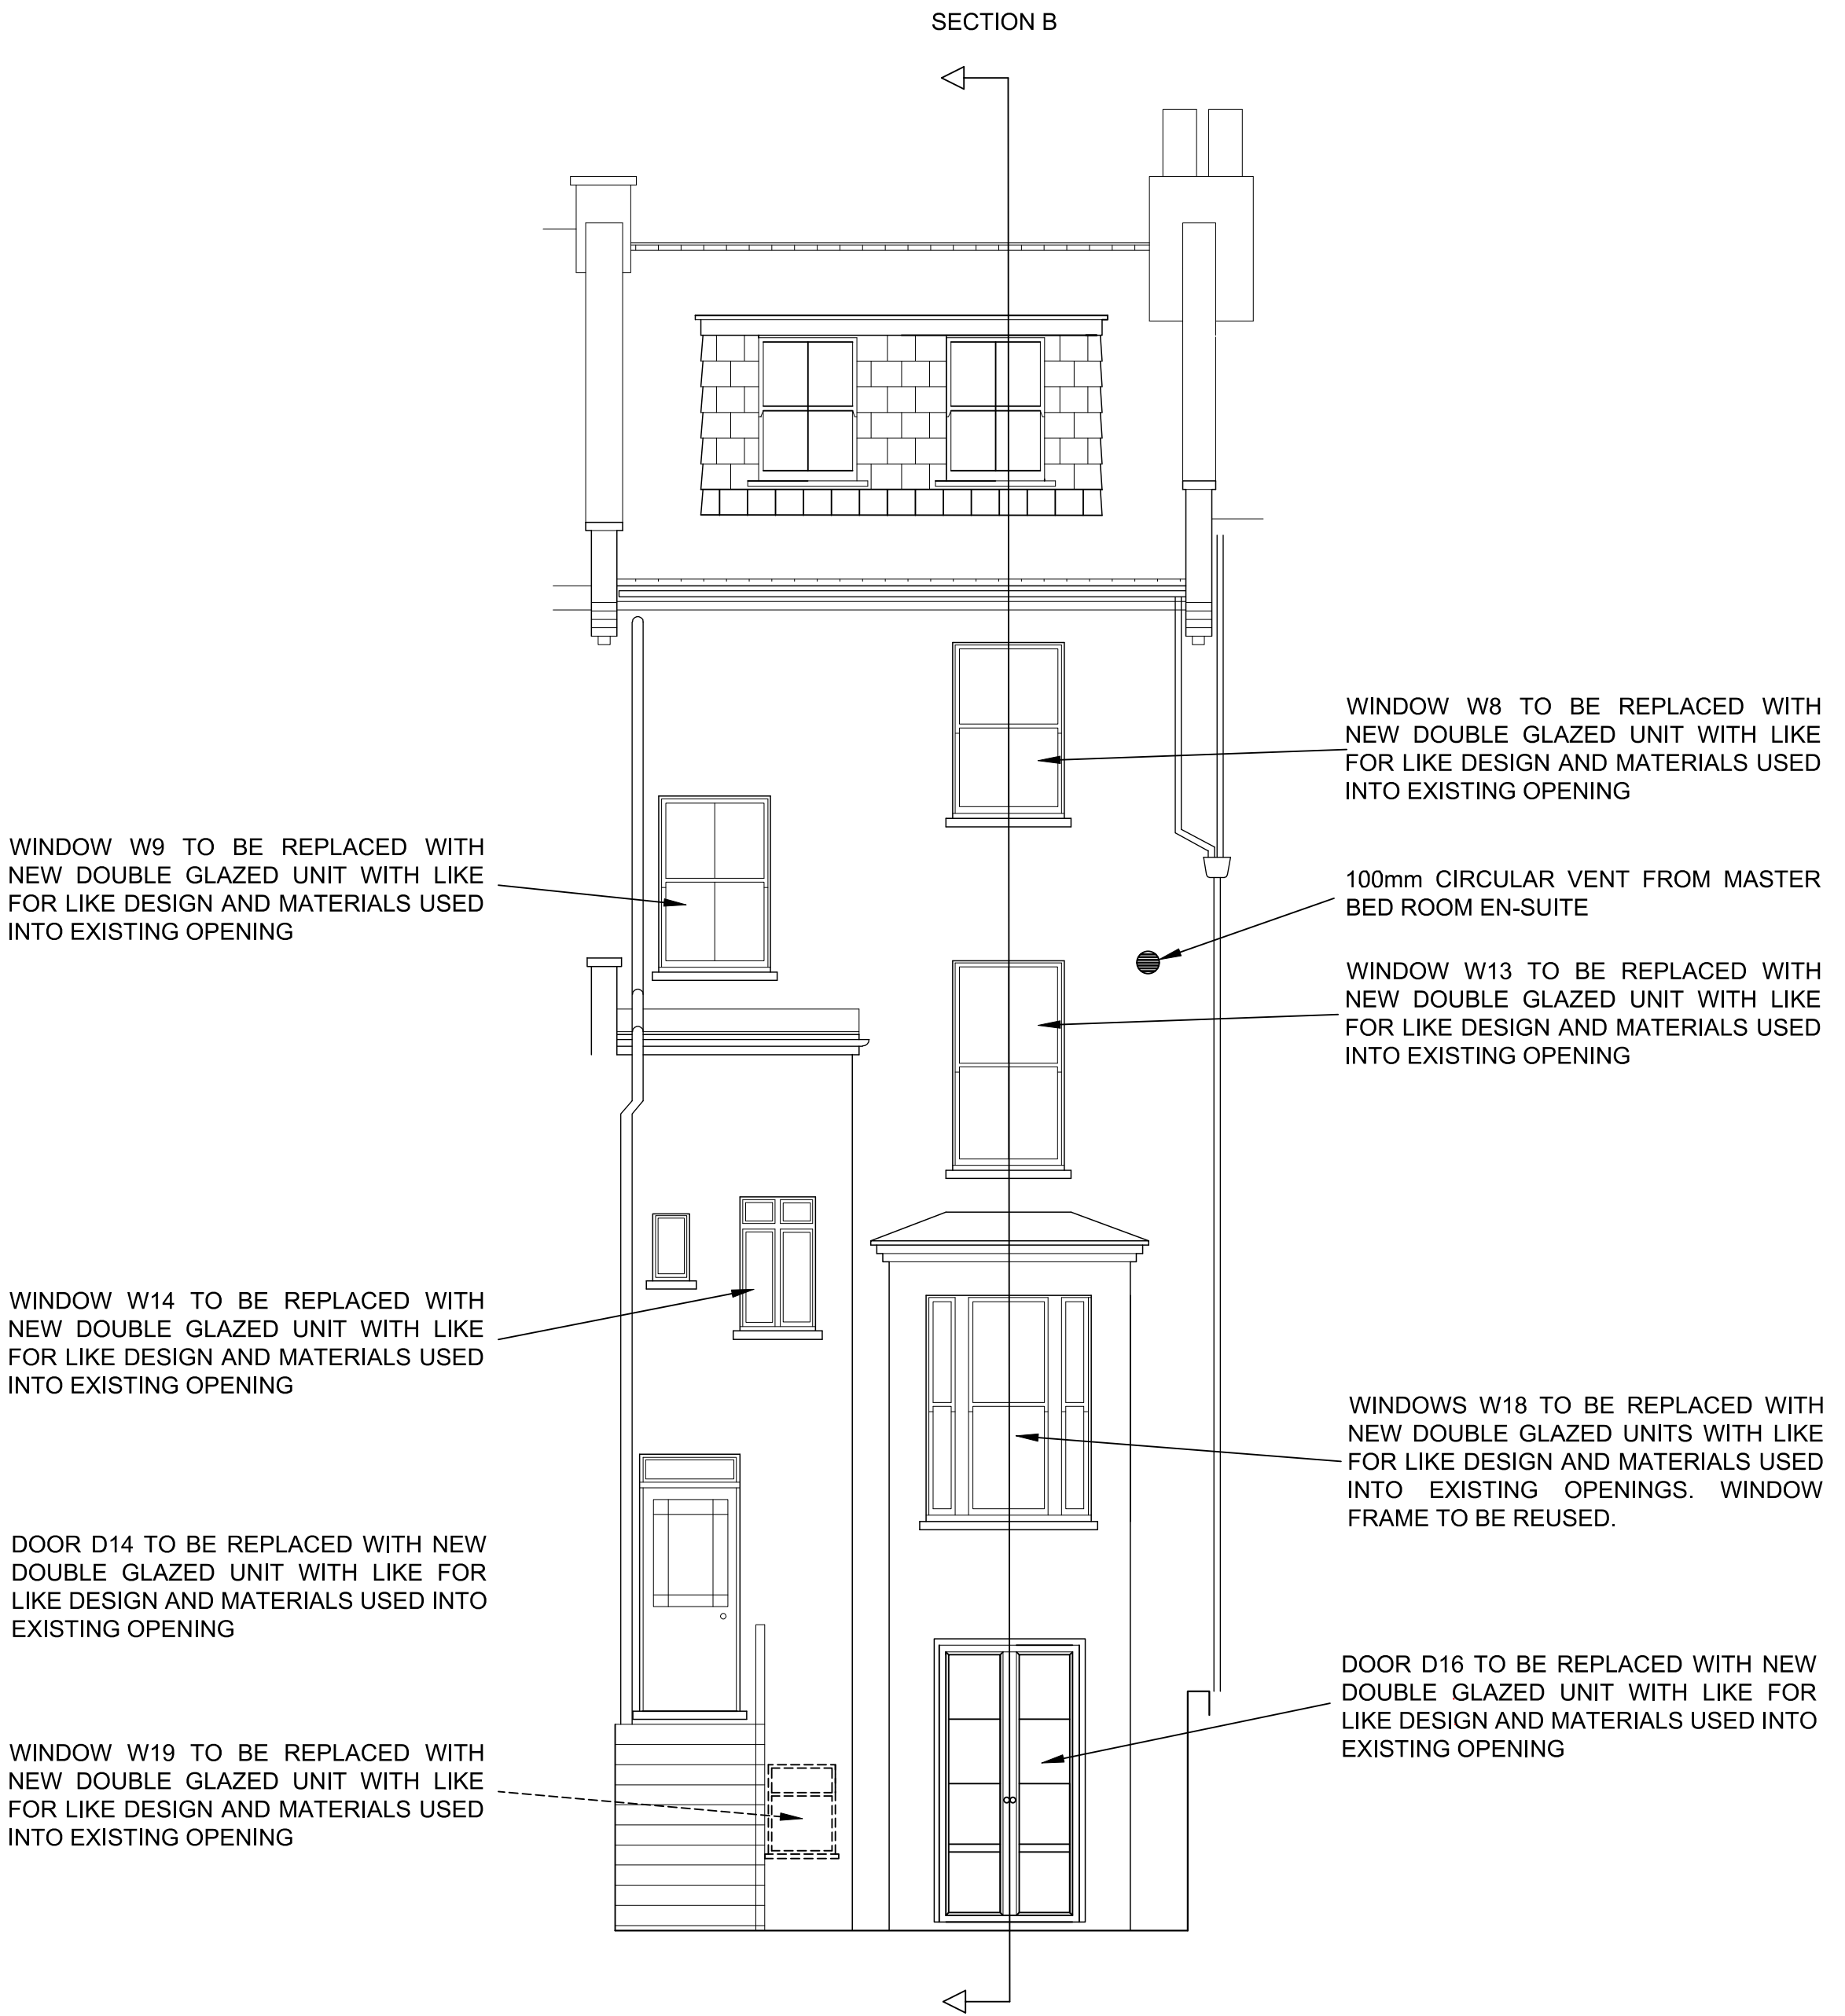 SECTION B
WINDOW W8 TO BE REPLACED WITH
NEW DOUBLE GLAZED UNIT WITH LIKE
FOR LIKE DESIGN AND MATERIALS USED
INTO EXISTING OPENING
WINDOW W9 TO BE REPLACED WITH
NEW DOUBLE GLAZED UNIT WITH LIKE
FOR LIKE DESIGN AND MATERIALS USED
INTO EXISTING OPENING
100mm CIRCULAR VENT FROM MASTER
BED ROOM EN-SUITE
WINDOW W13 TO BE REPLACED WITH
NEW DOUBLE GLAZED UNIT WITH LIKE
FOR LIKE DESIGN AND MATERIALS USED
INTO EXISTING OPENING
WINDOW W14 TO BE REPLACED WITH
NEW DOUBLE GLAZED UNIT WITH LIKE
FOR LIKE DESIGN AND MATERIALS USED
INTO EXISTING OPENING
WINDOWS W18 TO BE REPLACED WITH
NEW DOUBLE GLAZED UNITS WITH LIKE
FOR LIKE DESIGN AND MATERIALS USED
INTO EXISTING OPENINGS. WINDOW
FRAME TO BE REUSED.
DOOR D14 TO BE REPLACED WITH NEW
DOUBLE GLAZED UNIT WITH LIKE FOR
LIKE DESIGN AND MATERIALS USED INTO
EXISTING OPENING
DOOR D16 TO BE REPLACED WITH NEW
DOUBLE GLAZED UNIT WITH LIKE FOR
LIKE DESIGN AND MATERIALS USED INTO
EXISTING OPENING
WINDOW W19 TO BE REPLACED WITH
NEW DOUBLE GLAZED UNIT WITH LIKE
FOR LIKE DESIGN AND MATERIALS USED
INTO EXISTING OPENING